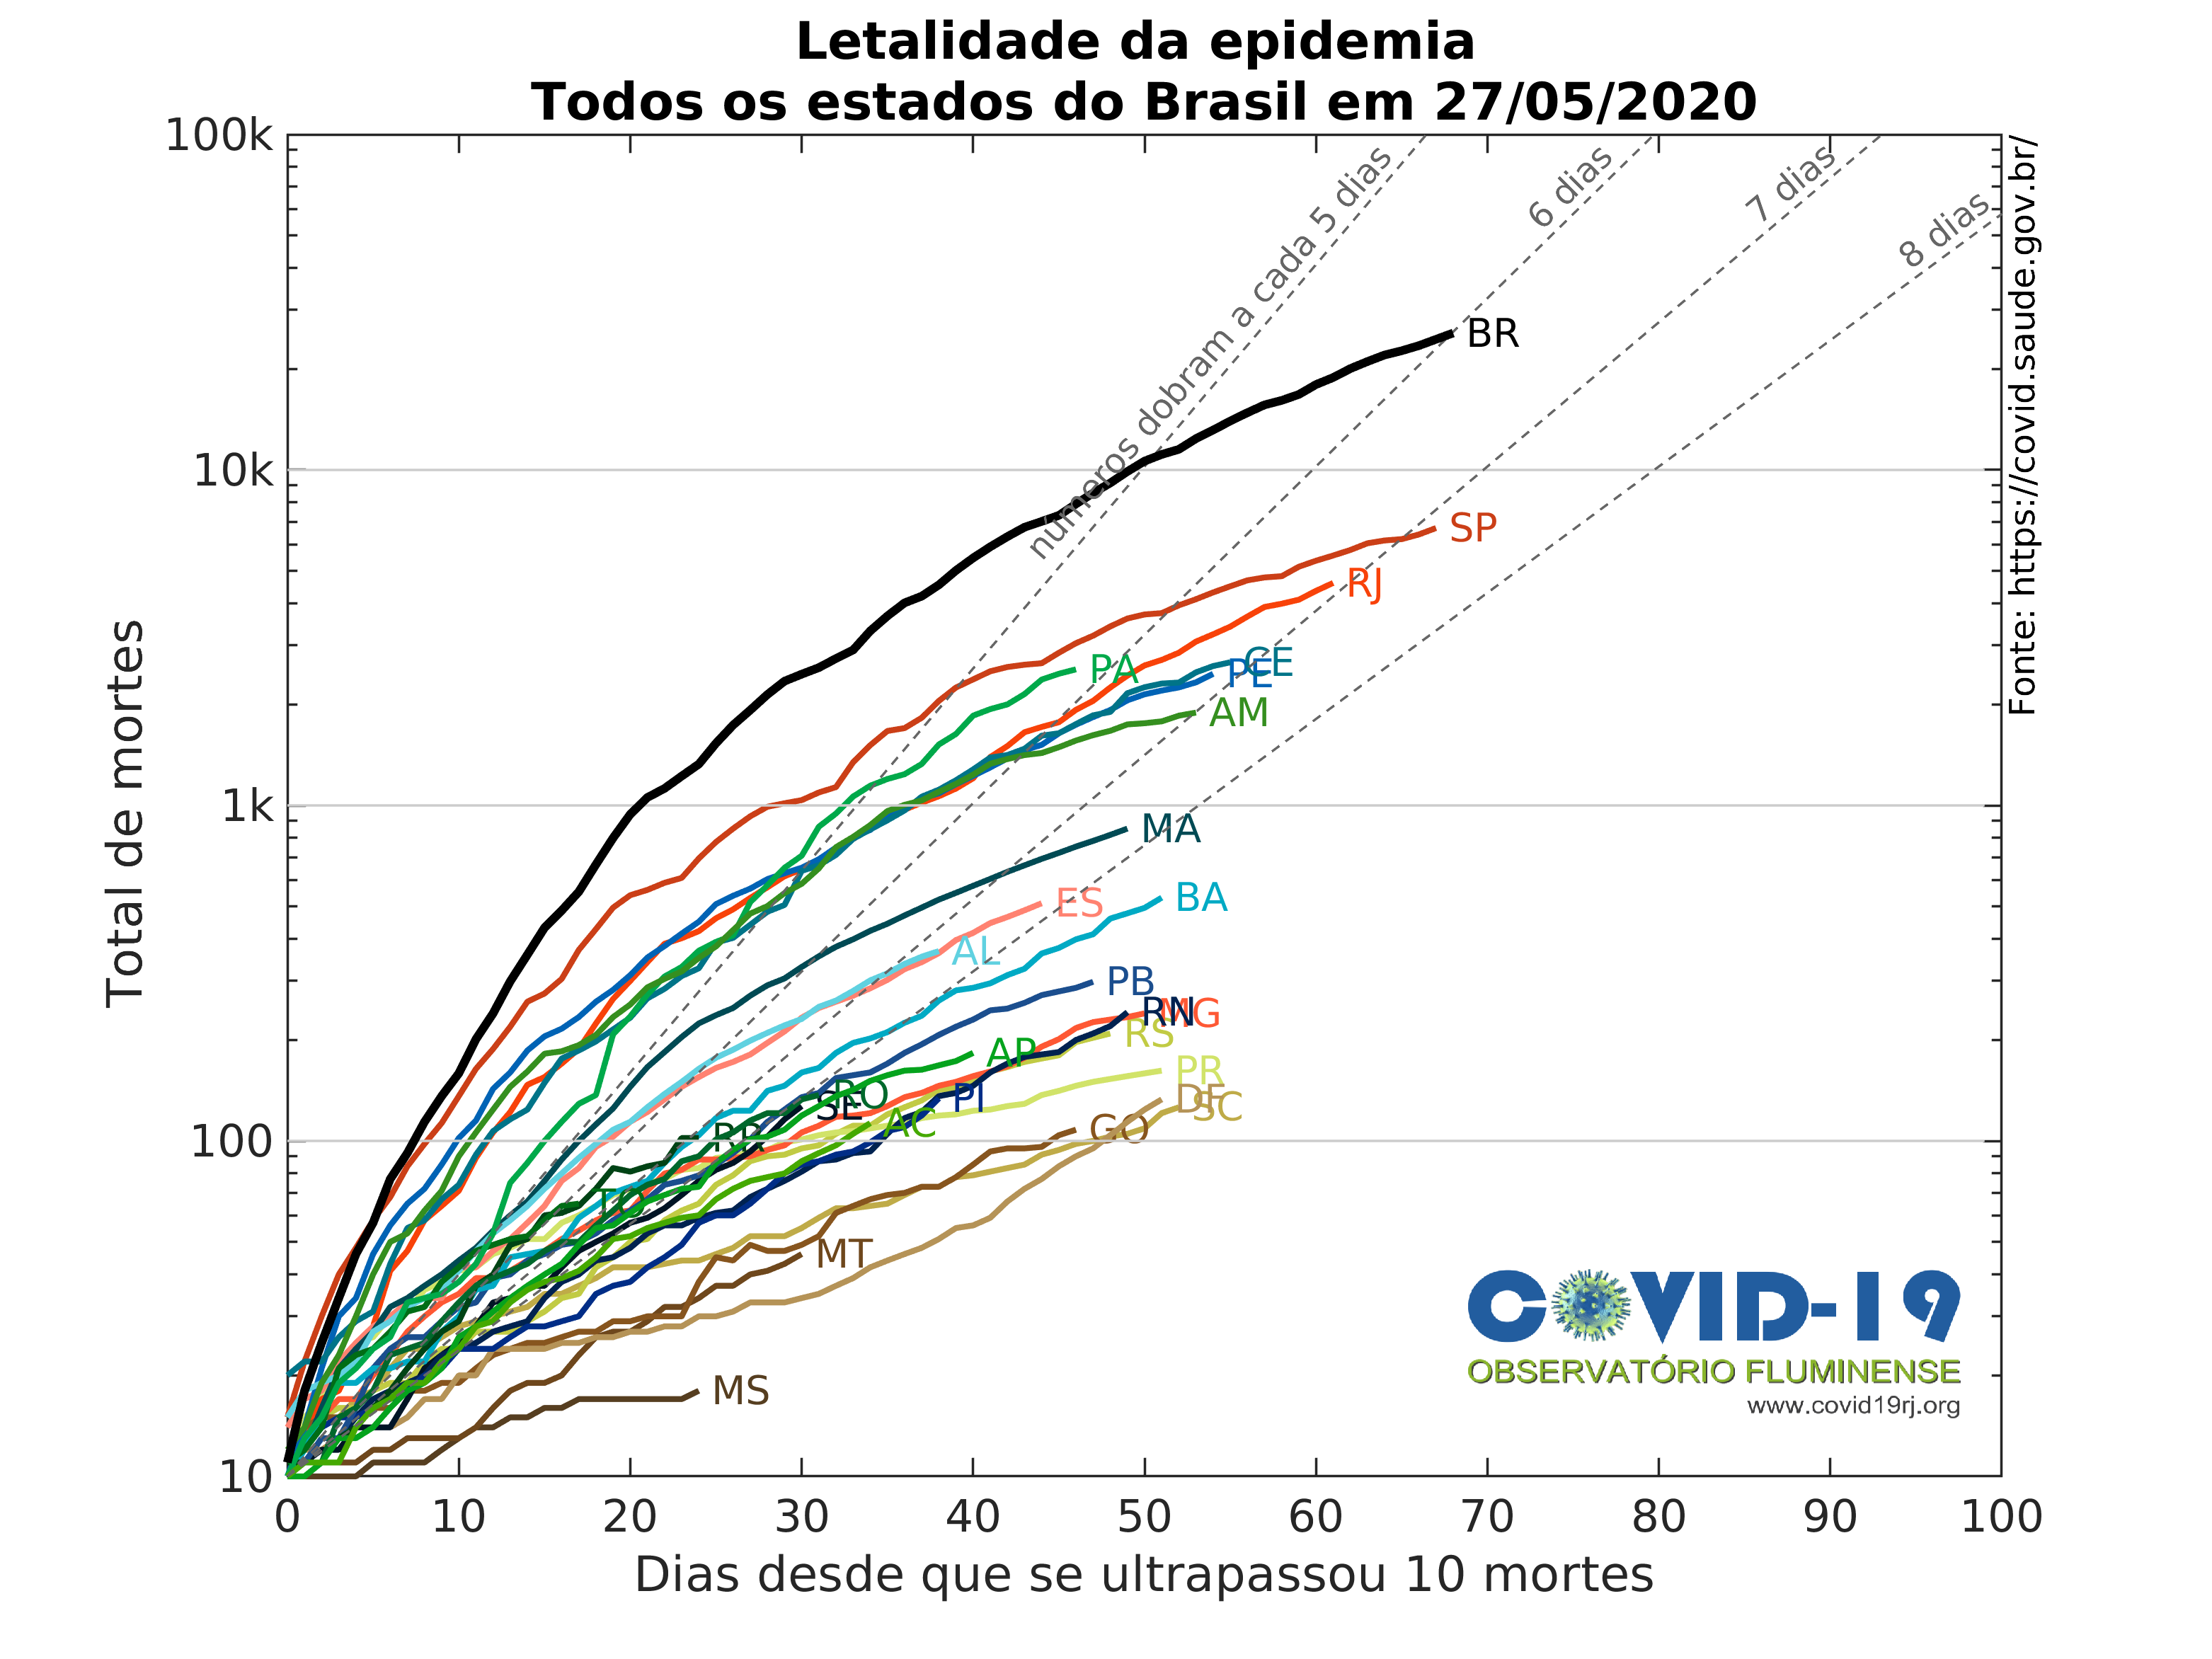 Letalidade da epidemia
Todos os estados do Brasil em 27/05/2020
100k
10k
1k
100
10
Total de mortes
0 10 20 30 40 50 60 70 80 90 100
Dias desde que se ultrapassou 10 mortes
numeros dobram a cada 5 dias
6 dias
7 dias
8 dias
Fonte: https://covid.saude.gov.br/
BR
SP
RJ
PA
CE
PE
AM
MA
BA
ES
AL
PB
RN
MG
RS
AP
PR
RO
SE
PI
DF
SC
AC
GO
RR
TO
MT
MS
COVID-19
OBSERVATÓRIO FLUMINENSE
www.covid19rj.org